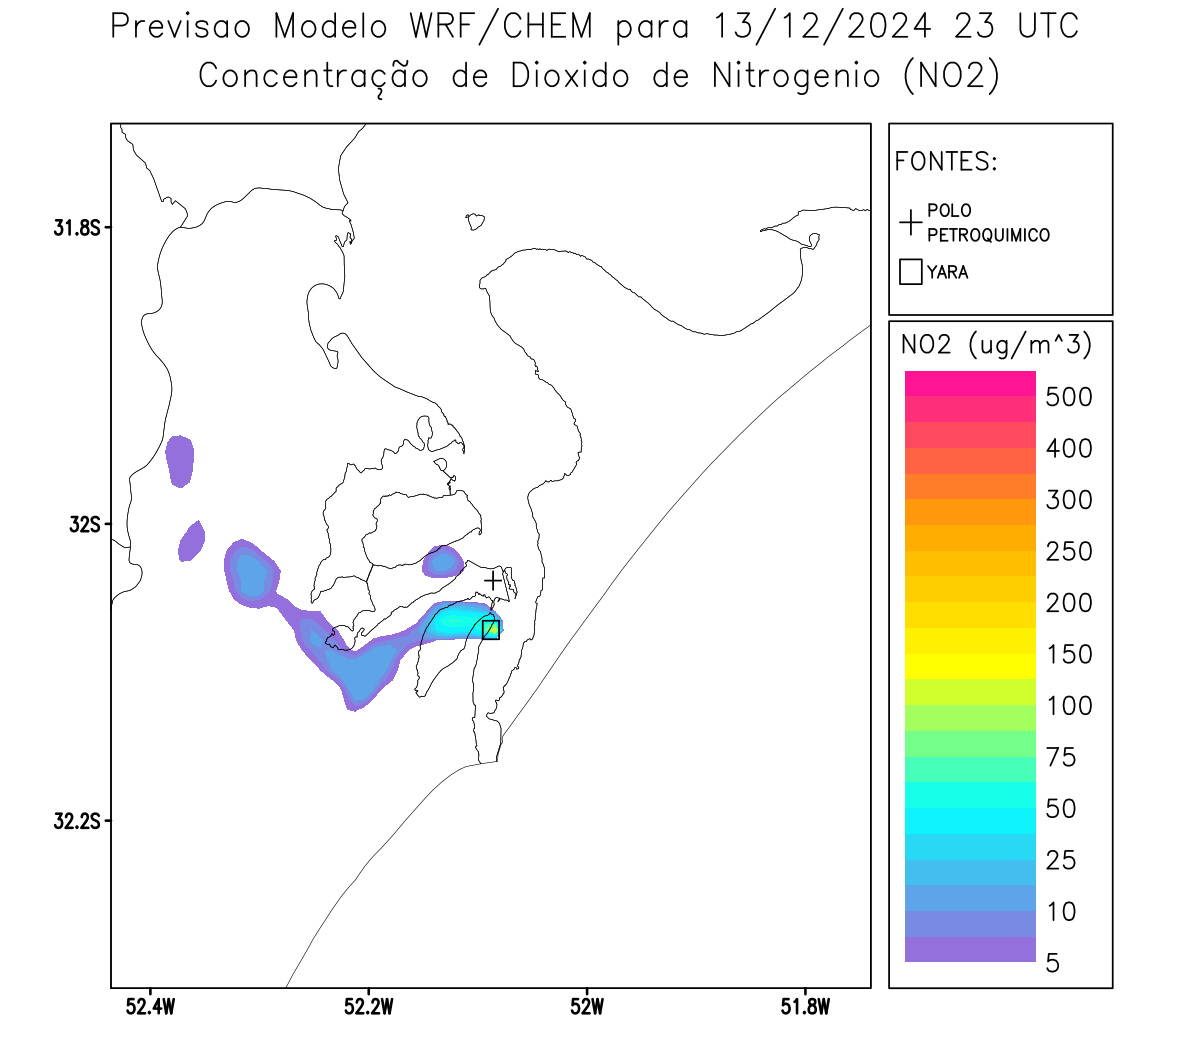 Previsao Modelo WRF/CHEM para 13/12/2024 23 UTC
Concentração de Dioxido de Nitrogenio (NO2)
FONTES:
POLO
PETROQUIMICO
YARA
NO2 (ug/m^3)
500
400
300
250
200
150
100
75
50
25
10
5
31.8S
32S
32.2S
52.4W
52.2W
52W
51.8W